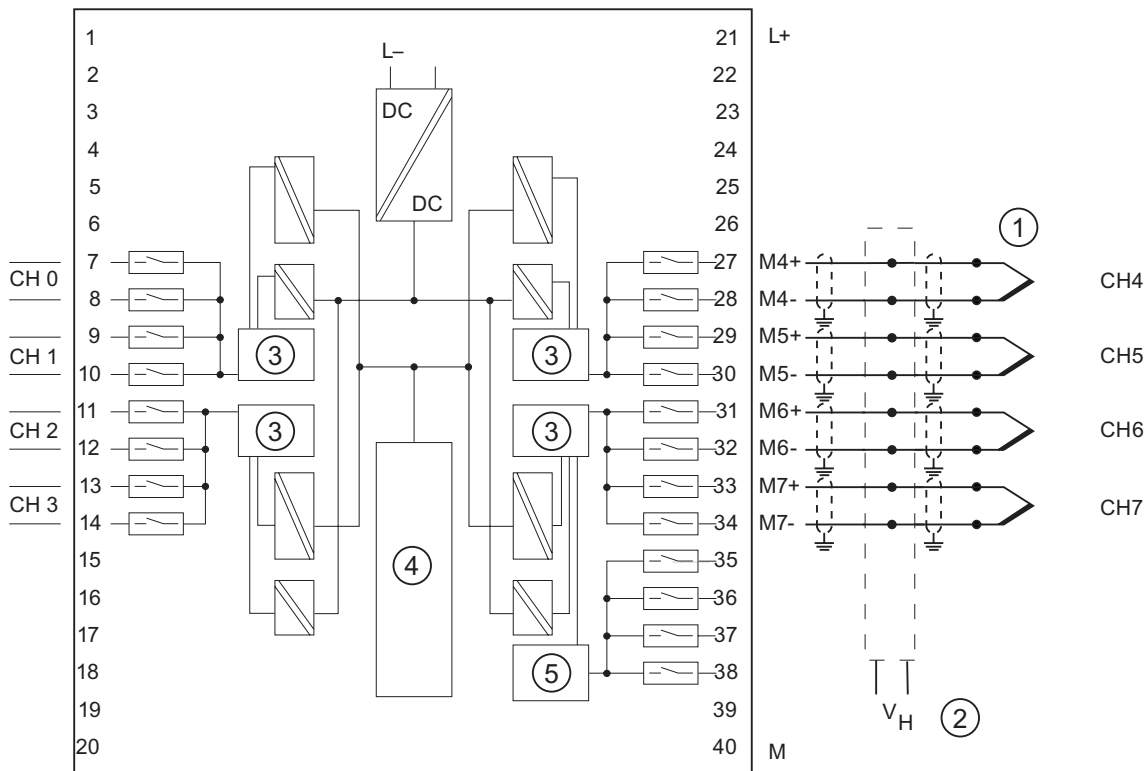 1 21 L+
2 L– 22
3 DC 23
4 24
5 DC 25
6 26 ①
CH 0 7 27 M4+ CH4
8 28 M4-
9 29 M5+
CH 1 ③ ③ CH5
10 30 M5-
11 31 M6+
CH 2 ③ ③ CH6
12 32 M6-
13 33 M7+
CH 3 CH7
14 34 M7-
15 ④ 35
16 36
17 37
18 ⑤ 38
19 39 VH ②
20 40 M